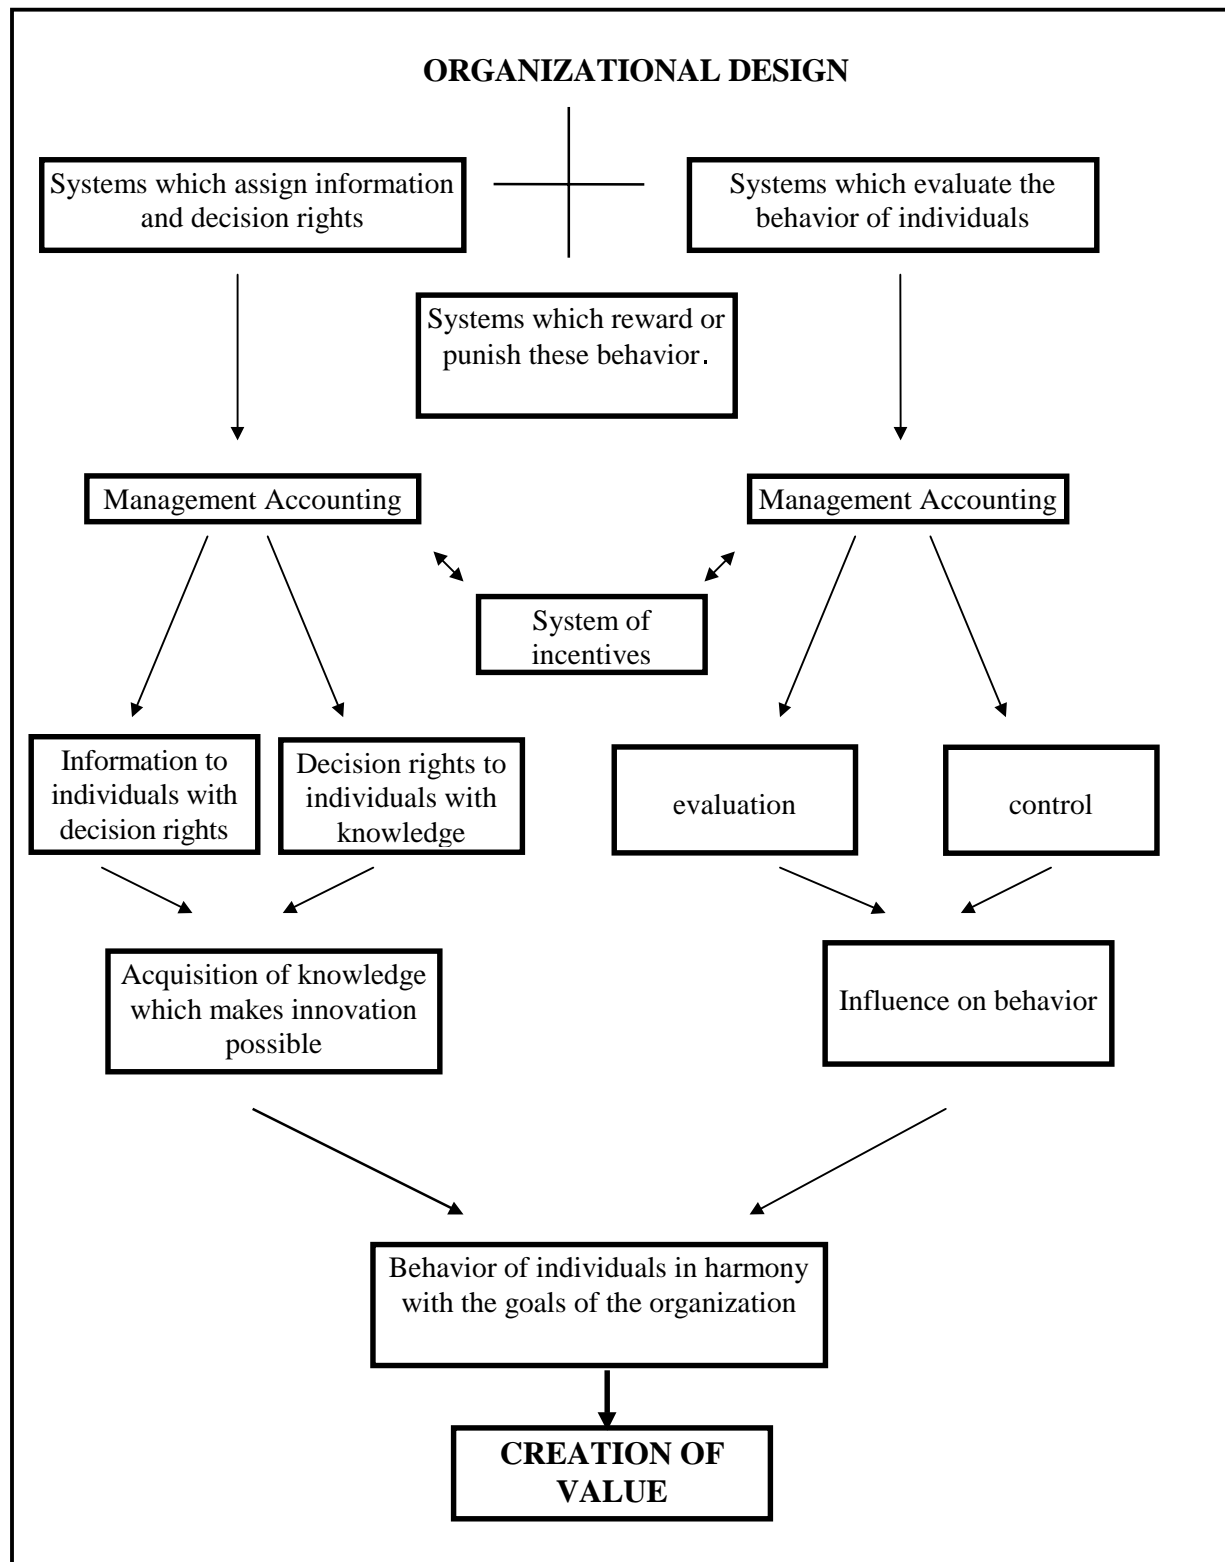 ORGANIZATIONAL DESIGN
Systems which assign information
and decision rights
Systems which evaluate the
behavior of individuals
Systems which reward or
punish these behavior.
Management Accounting
Management Accounting
System of
incentives
Information to
individuals with
decision rights
Decision rights to
individuals with
knowledge
evaluation
control
Acquisition of knowledge
which makes innovation
possible
Influence on behavior
Behavior of individuals in harmony
with the goals of the organization
CREATION OF
VALUE